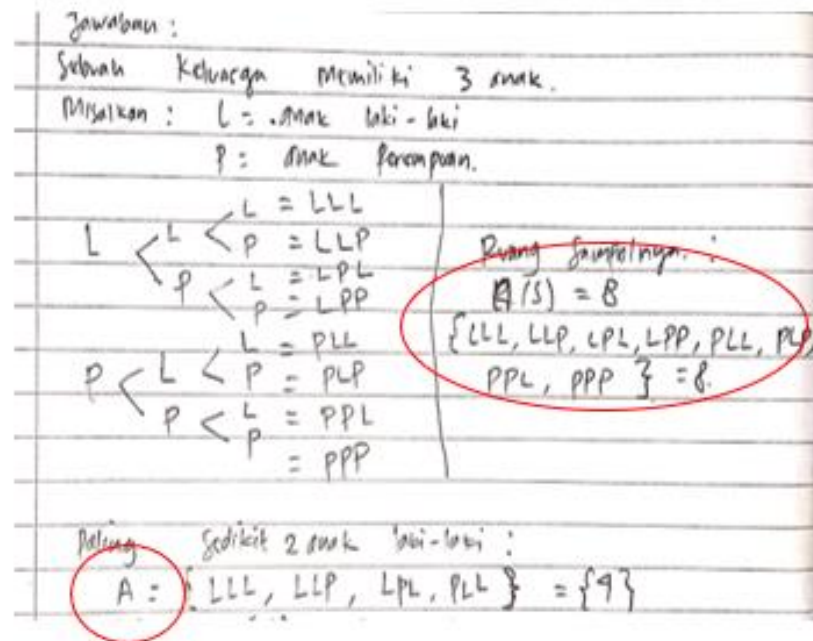 Jawaban :
Sebuah Keluarga memiliki 3 anak.
Misalkan : L = anak laki-laki
P = anak Perempuan.
L < L < L = LLL
P = LLP
P < L = LPL
P = LPP
P < L < L = PLL
P = PLP
P < L = PPL
P = PPP
Ruang Sampelnya :
n(S) = 8
{LLL, LLP, LPL, LPP, PLL, PLP,
PPL, PPP } = 8.
Paling Sedikit 2 anak laki-laki :
A = { LLL, LLP, LPL, PLL } = {4}